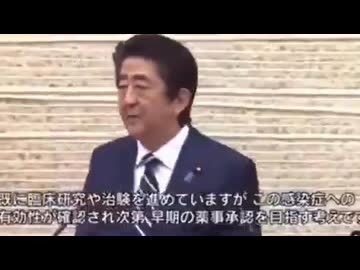 既に臨床研究や治験を進めていますが この感染症への
有効性が確認され次第 早期の薬事承認を目指す考えで